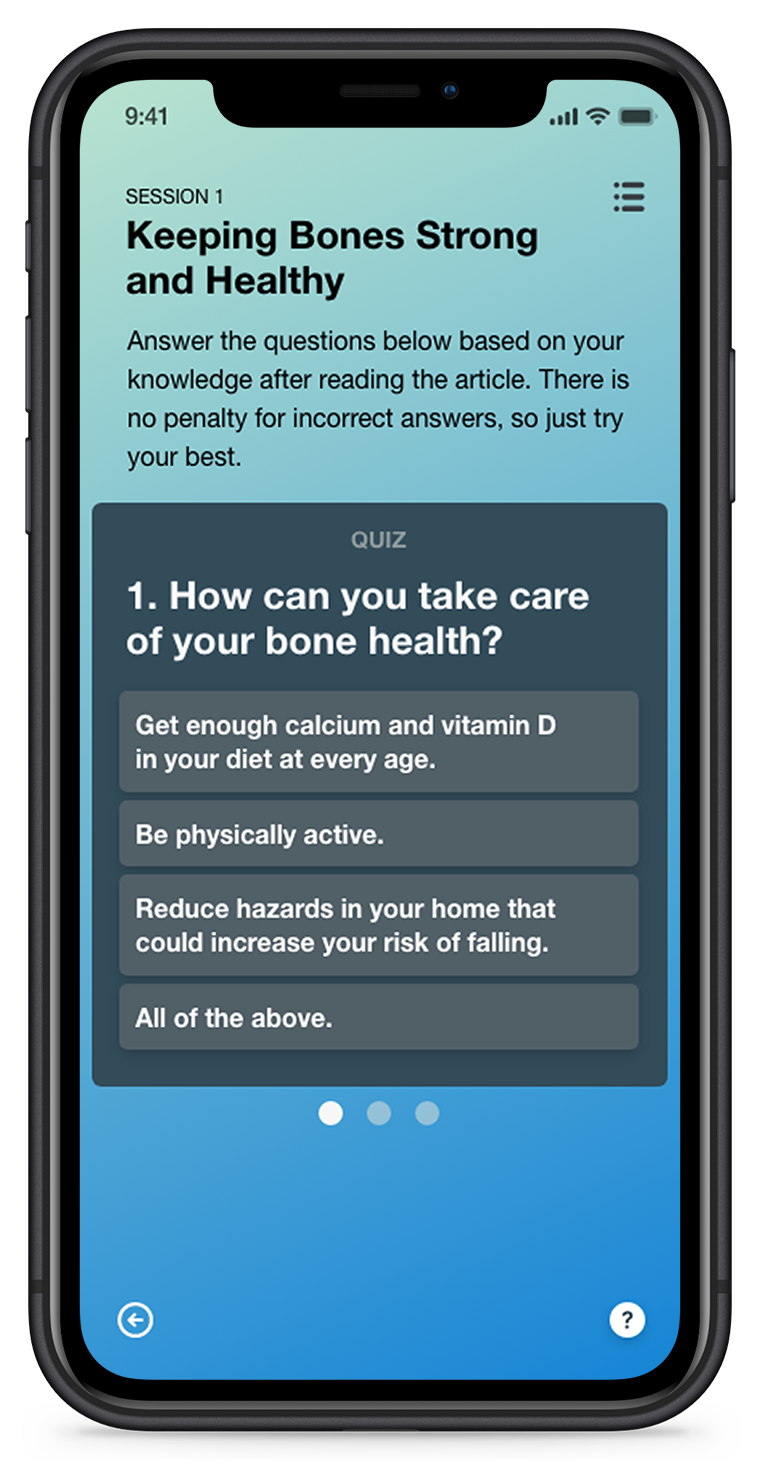 9:41
SESSION 1
Keeping Bones Strong
and Healthy
Answer the questions below based on your
knowledge after reading the article. There is
no penalty for incorrect answers, so just try
your best.
QUIZ
1. How can you take care
of your bone health?
Get enough calcium and vitamin D
in your diet at every age.
Be physically active.
Reduce hazards in your home that
could increase your risk of falling.
All of the above.
?